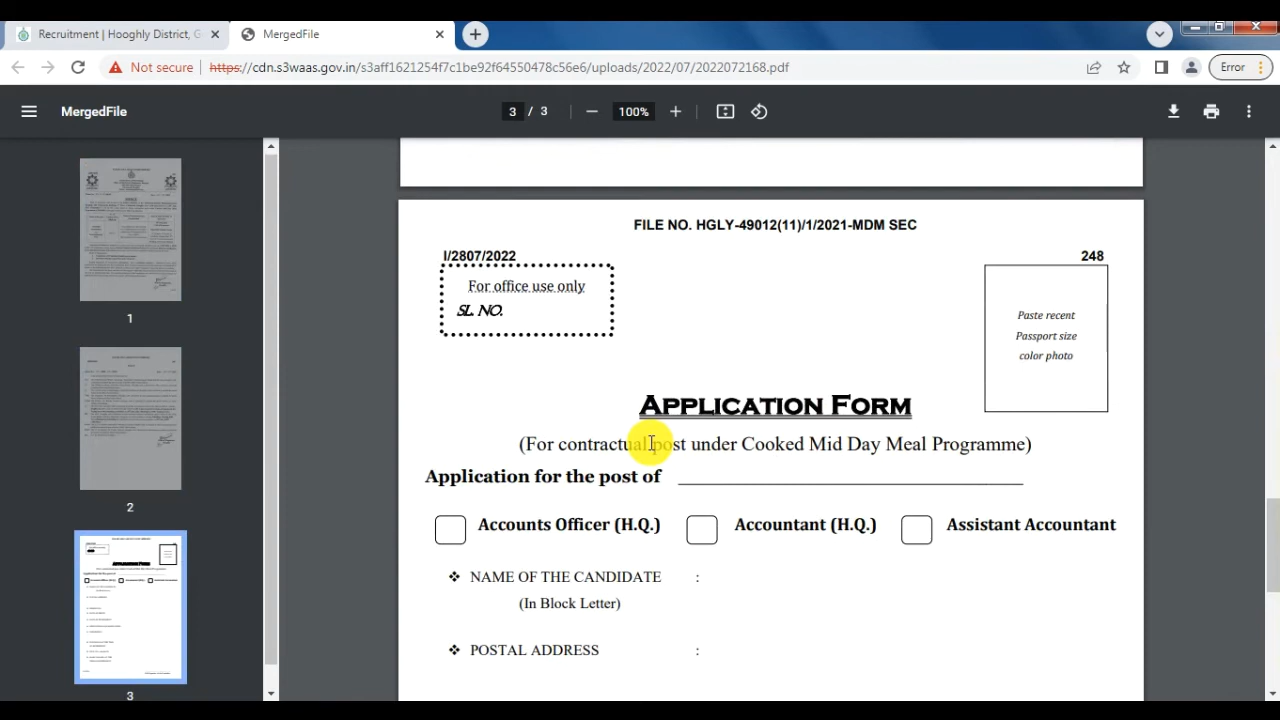 Recruitment | Hooghly District, G
MergedFile
Not secure
https://cdn.s3waas.gov.in/s3aff1621254f7c1be92f64550478c56e6/uploads/2022/07/2022072168.pdf
Error
MergedFile
3 / 3
100%
1
2
3
FILE NO. HGLY-49012(11)/1/2021-MDM SEC
I/2807/2022
248
For office use only
SL. NO.
Paste recent
Passport size
color photo
APPLICATION FORM
(For contractual post under Cooked Mid Day Meal Programme)
Application for the post of
Accounts Officer (H.Q.)
Accountant (H.Q.)
Assistant Accountant
NAME OF THE CANDIDATE :
(In Block Letter)
POSTAL ADDRESS :